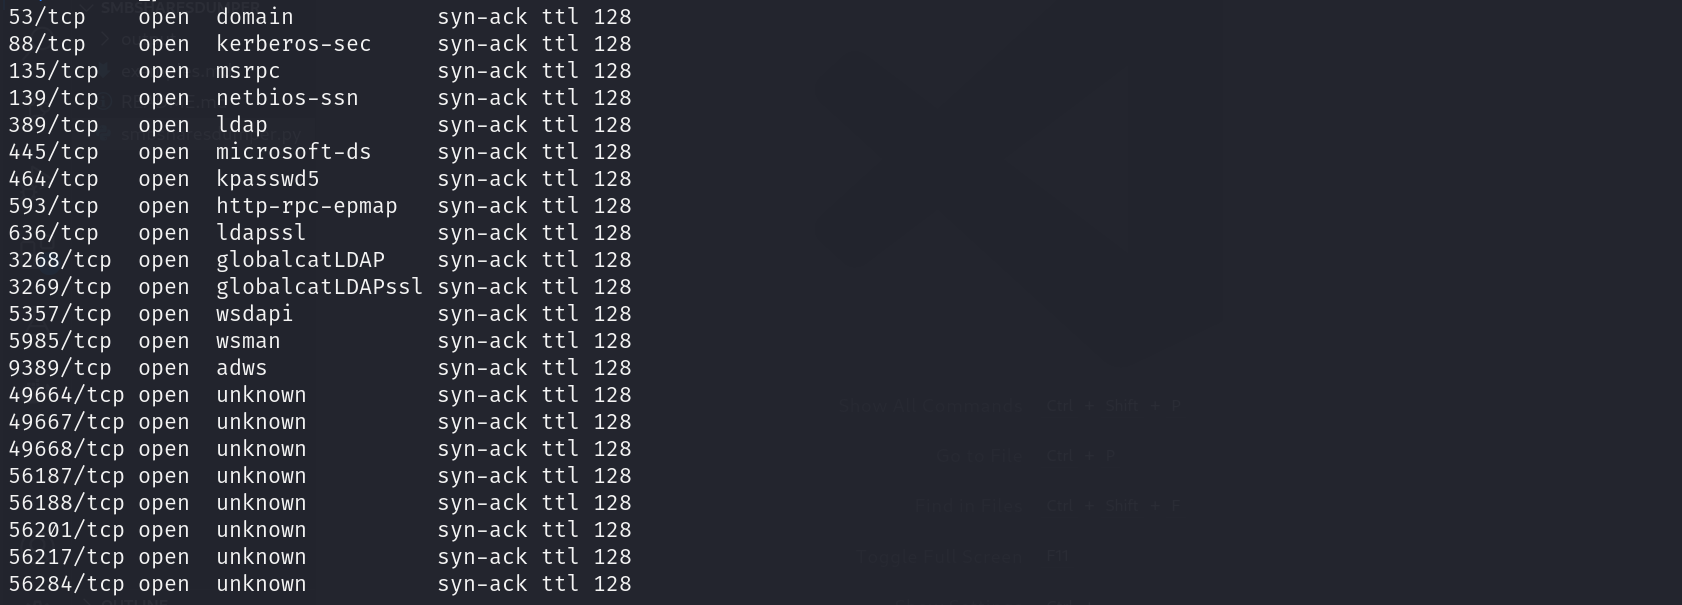 53/tcp open domain syn-ack ttl 128
88/tcp open kerberos-sec syn-ack ttl 128
135/tcp open msrpc syn-ack ttl 128
139/tcp open netbios-ssn syn-ack ttl 128
389/tcp open ldap syn-ack ttl 128
445/tcp open microsoft-ds syn-ack ttl 128
464/tcp open kpasswd5 syn-ack ttl 128
593/tcp open http-rpc-epmap syn-ack ttl 128
636/tcp open ldapssl syn-ack ttl 128
3268/tcp open globalcatLDAP syn-ack ttl 128
3269/tcp open globalcatLDAPssl syn-ack ttl 128
5357/tcp open wsdapi syn-ack ttl 128
5985/tcp open wsman syn-ack ttl 128
9389/tcp open adws syn-ack ttl 128
49664/tcp open unknown syn-ack ttl 128
49667/tcp open unknown syn-ack ttl 128
49668/tcp open unknown syn-ack ttl 128
56187/tcp open unknown syn-ack ttl 128
56188/tcp open unknown syn-ack ttl 128
56201/tcp open unknown syn-ack ttl 128
56217/tcp open unknown syn-ack ttl 128
56284/tcp open unknown syn-ack ttl 128
Show All Commands Ctrl + Shift + P
Go to File Ctrl + P
Find in Files Ctrl + Shift + F
Toggle Full Screen F11